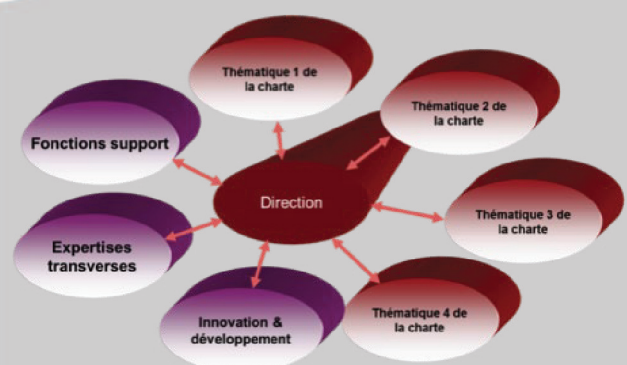 Thématique 1 de
la charte
Thématique 2 de
la charte
Fonctions support
Direction
Thématique 3 de
la charte
Expertises
transverses
Thématique 4 de
la charte
Innovation &
développement